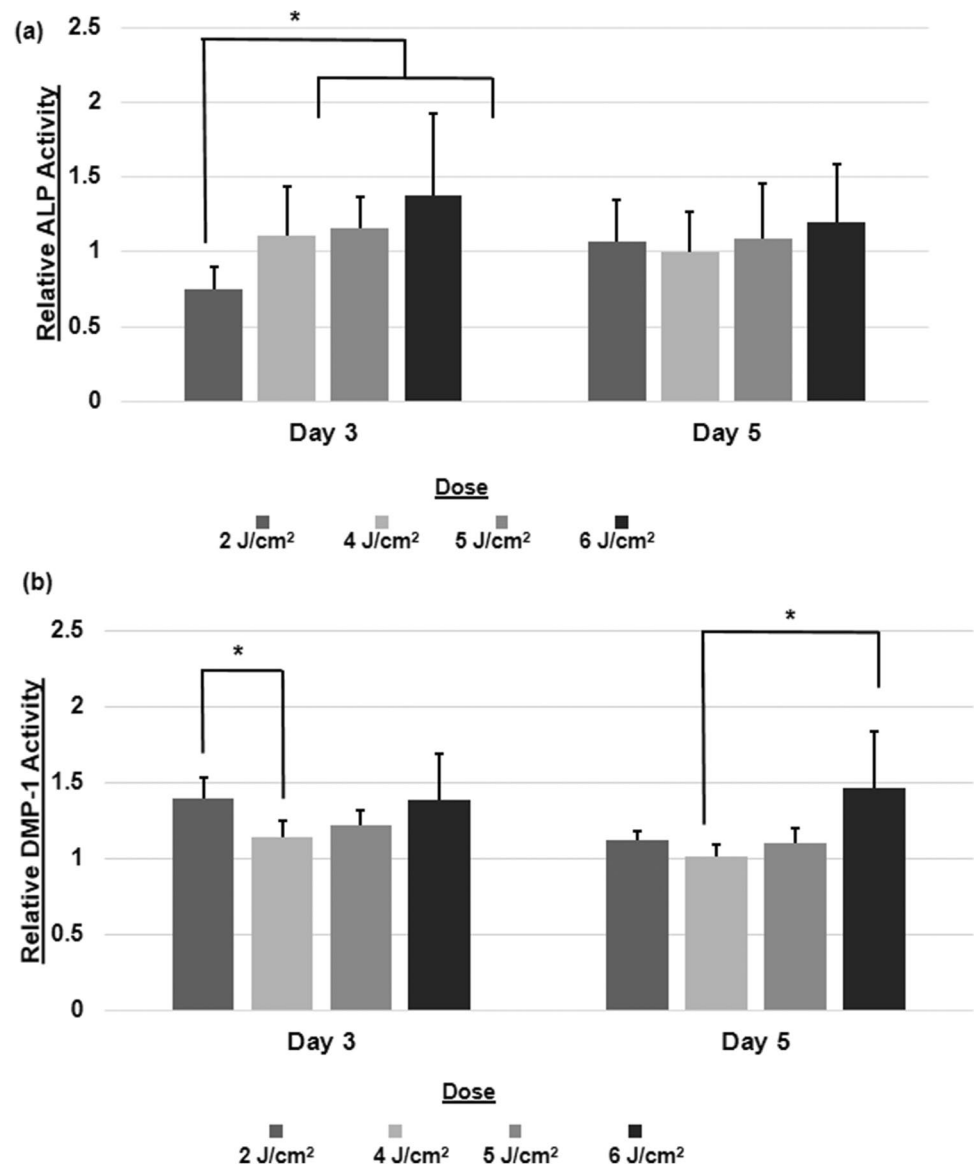 (a)
Relative ALP Activity
2.5
2
1.5
1
0.5
0
*
Day 3 Day 5
Dose
2 J/cm² 4 J/cm² 5 J/cm² 6 J/cm²
(b)
Relative DMP-1 Activity
2.5
2
1.5
1
0.5
0
* *
Day 3 Day 5
Dose
2 J/cm² 4 J/cm² 5 J/cm² 6 J/cm²